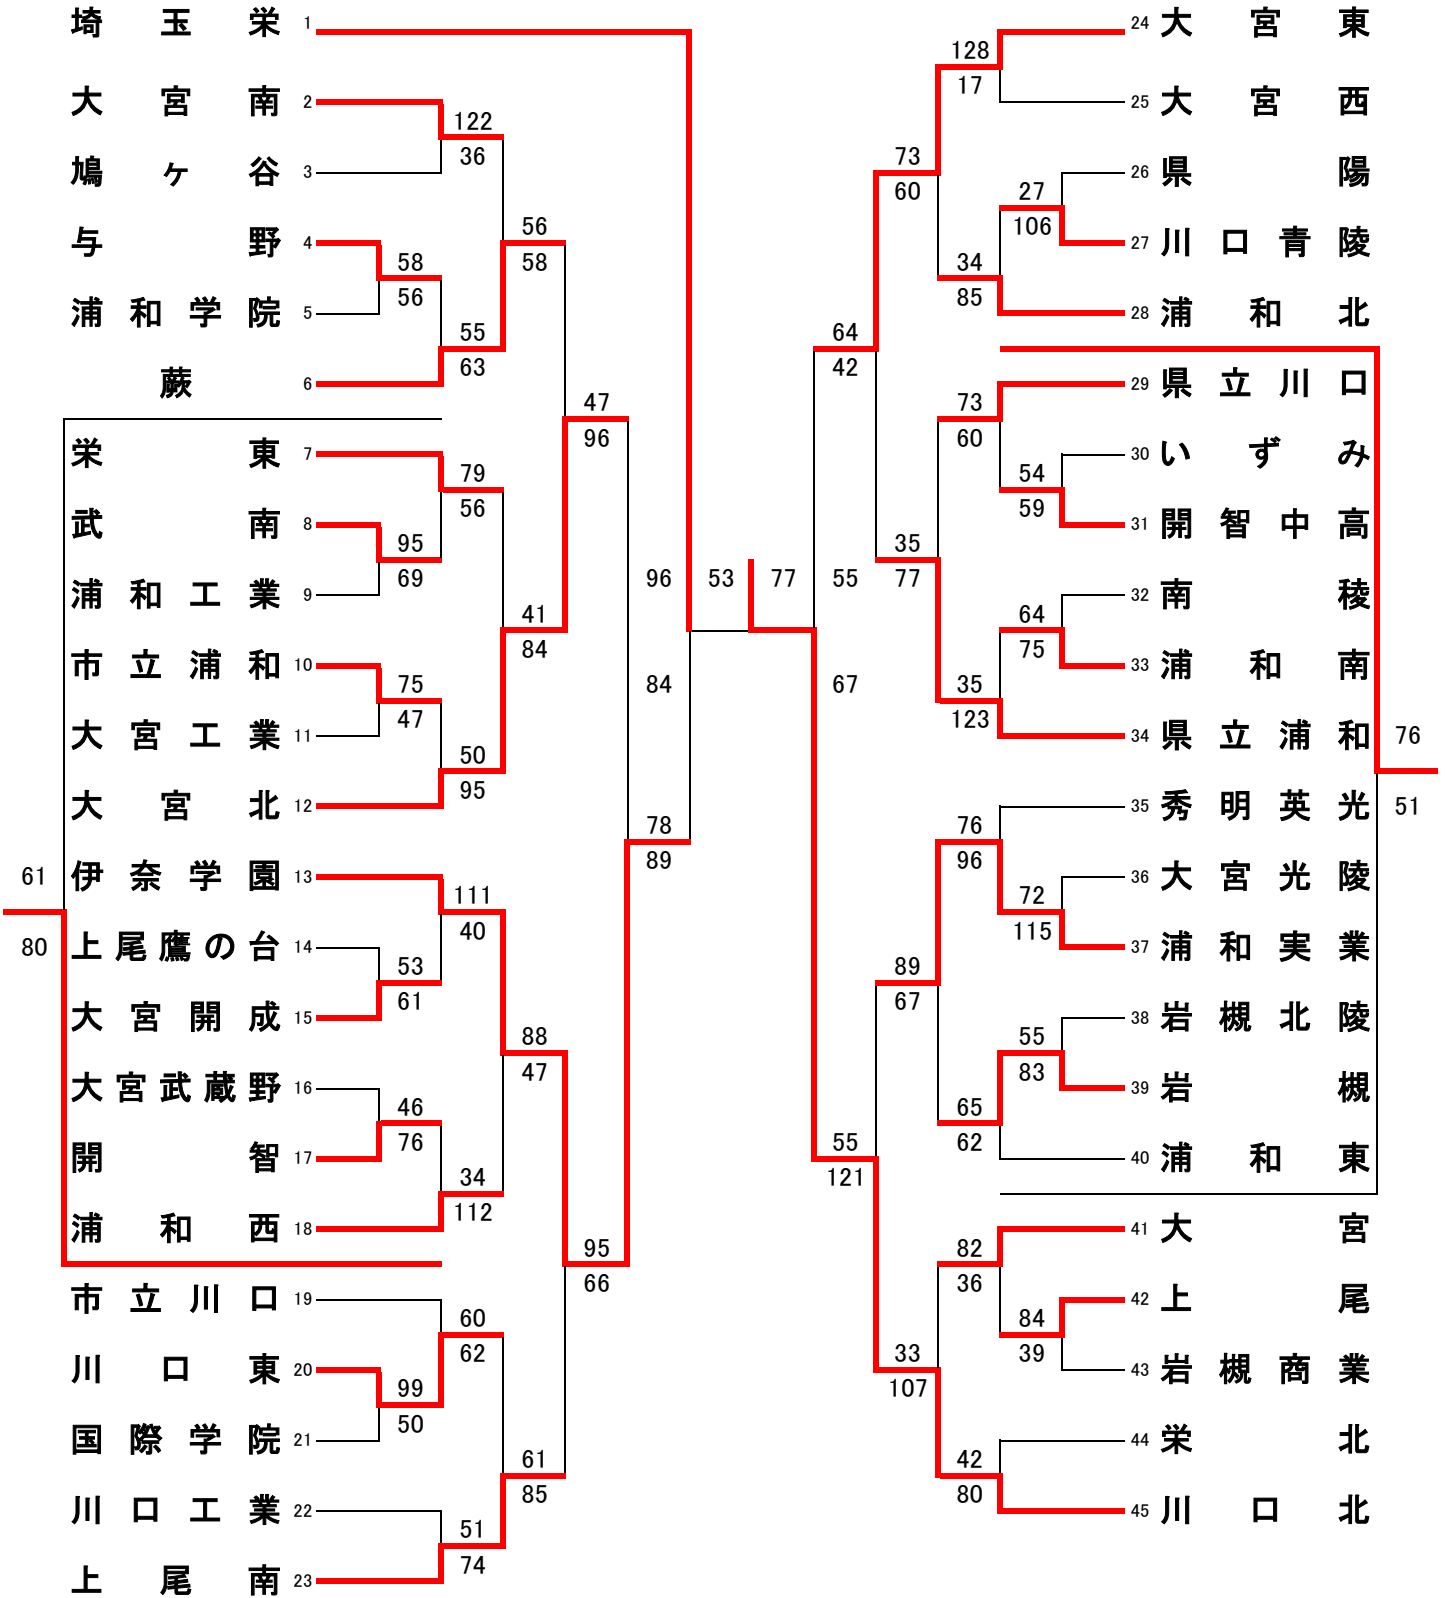 埼玉栄 1
大宮南 2
122
36
鳩ヶ谷 3
与野 4
58
56
浦和学院 5
56
58
55
63
蕨 6
47
96
栄東 7
79
56
武南 8
95
69
浦和工業 9
41
84
市立浦和 10
75
47
大宮工業 11
50
95
大宮北 12
96
84
78
89
伊奈学園 13
111
40
61
80
上尾鷹の台 14
53
61
大宮開成 15
88
47
大宮武蔵野 16
46
76
開智 17
34
112
浦和西 18
95
66
市立川口 19
60
62
川口東 20
99
50
国際学院 21
61
85
川口工業 22
51
74
上尾南 23
53 77
24 大宮東
128
17
25 大宮西
73
60
26 県陽
27
106
27 川口青陵
34
85
28 浦和北
64
42
29 県立川口
73
60
30 いずみ
54
59
31 開智中高
35
77
55
67
32 南稜
64
75
33 浦和南
35
123
34 県立浦和
76
51
35 秀明英光
76
96
36 大宮光陵
72
115
37 浦和実業
89
67
38 岩槻北陵
55
83
39 岩槻
65
62
40 浦和東
55
121
41 大宮
82
36
42 上尾
84
39
43 岩槻商業
33
107
44 栄北
42
80
45 川口北